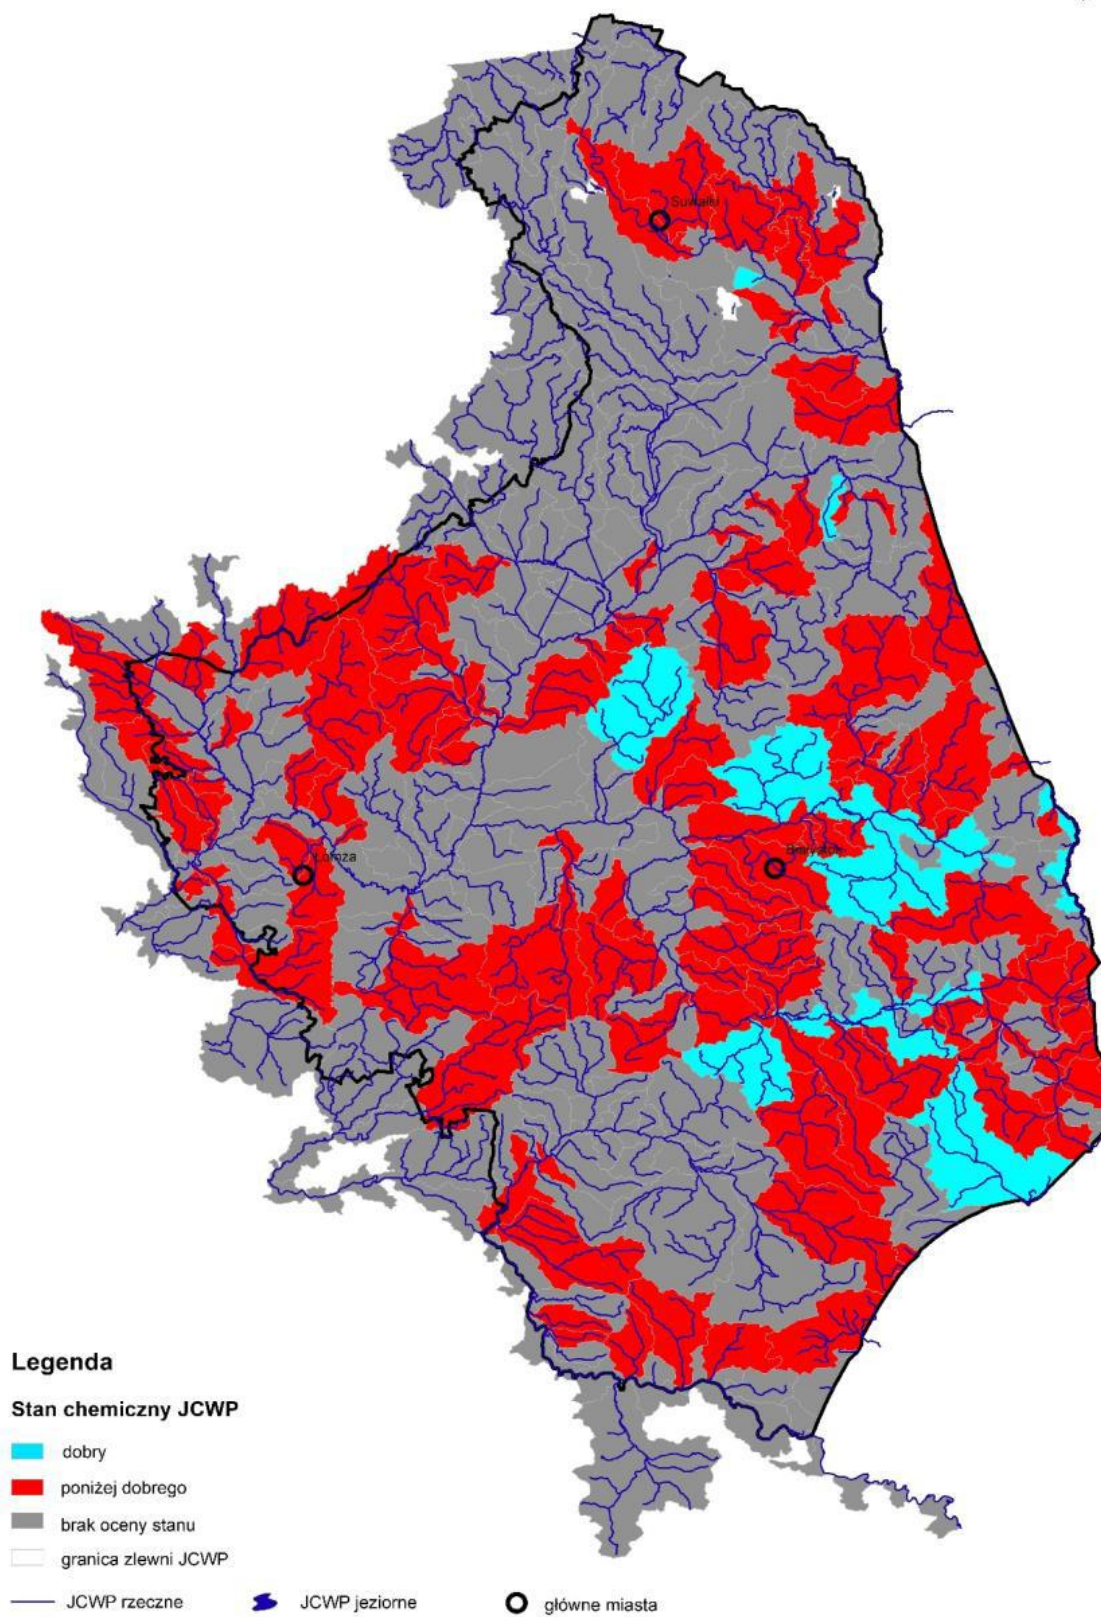 Suwałki
Łomża
Białystok
Legenda
Stan chemiczny JCWP
dobry
poniżej dobrego
brak oceny stanu
granica zlewni JCWP
JCWP rzeczne
JCWP jeziorne
główne miasta